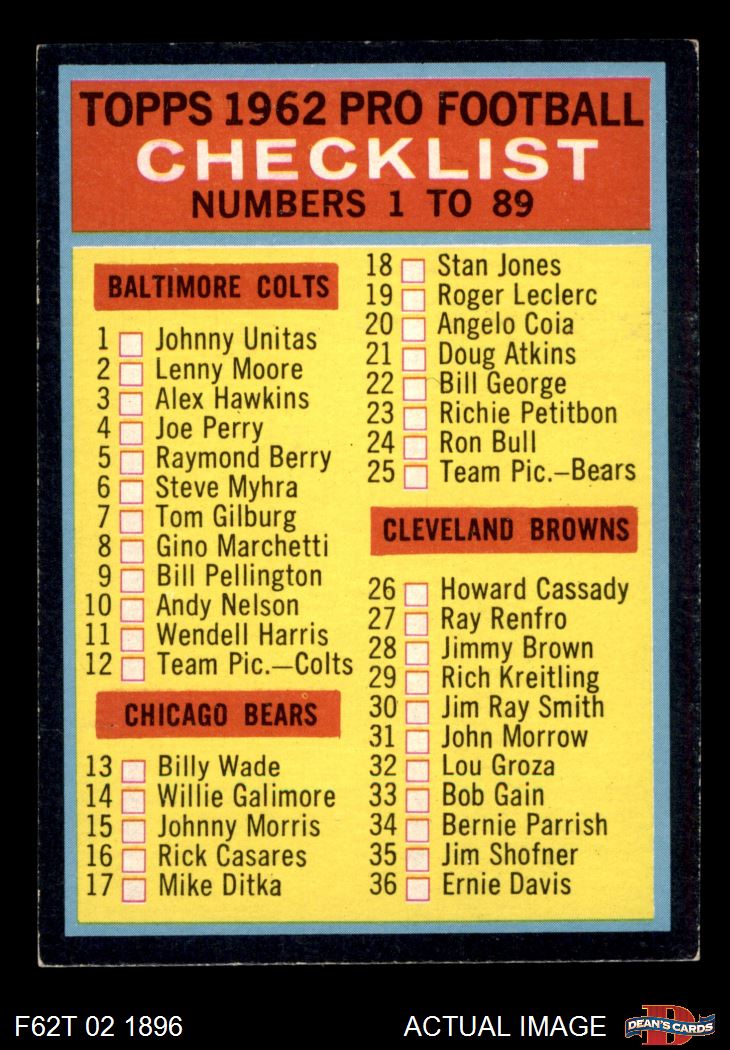 TOPPS 1962 PRO FOOTBALL
CHECKLIST
NUMBERS 1 TO 89
BALTIMORE COLTS
1 Johnny Unitas
2 Lenny Moore
3 Alex Hawkins
4 Joe Perry
5 Raymond Berry
6 Steve Myhra
7 Tom Gilburg
8 Gino Marchetti
9 Bill Pellington
10 Andy Nelson
11 Wendell Harris
12 Team Pic.—Colts
CHICAGO BEARS
13 Billy Wade
14 Willie Galimore
15 Johnny Morris
16 Rick Casares
17 Mike Ditka
18 Stan Jones
19 Roger Leclerc
20 Angelo Coia
21 Doug Atkins
22 Bill George
23 Richie Petitbon
24 Ron Bull
25 Team Pic.—Bears
CLEVELAND BROWNS
26 Howard Cassady
27 Ray Renfro
28 Jimmy Brown
29 Rich Kreitling
30 Jim Ray Smith
31 John Morrow
32 Lou Groza
33 Bob Gain
34 Bernie Parrish
35 Jim Shofner
36 Ernie Davis
F62T 02 1896
ACTUAL IMAGE
D
DEAN'S CARDS